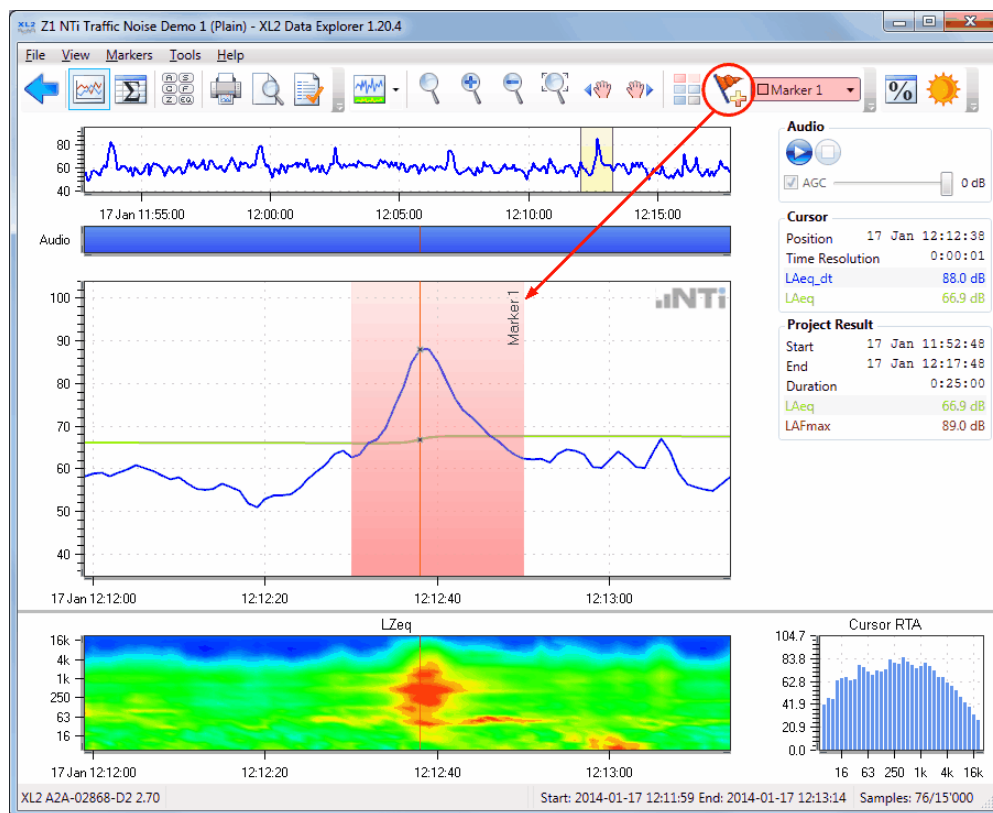 Z1 NTi Traffic Noise Demo 1 (Plain) - XL2 Data Explorer 1.20.4
File View Markers Tools Help
A S
C F
Z EQ
Marker 1
%
80
60
40
17 Jan 11:55:00 12:00:00 12:05:00 12:10:00 12:15:00
Audio
Audio
AGC 0 dB
Cursor
Position 17 Jan 12:12:38
Time Resolution 0:00:01
LAeq_dt 88.0 dB
LAeq 66.9 dB
Project Result
Start 17 Jan 11:52:48
End 17 Jan 12:17:48
Duration 0:25:00
LAeq 66.9 dB
LAFmax 89.0 dB
Marker 1
NTi
100
90
80
70
60
50
40
17 Jan 12:12:00 12:12:20 12:12:40 12:13:00
LZeq
16k
4k
1k
250
63
16
17 Jan 12:12:00 12:12:20 12:12:40 12:13:00
Cursor RTA
104.7
83.8
62.8
41.9
20.9
0.0
16 63 250 1k 4k 16k
XL2 A2A-02868-D2 2.70 Start: 2014-01-17 12:11:59 End: 2014-01-17 12:13:14 Samples: 76/15'000